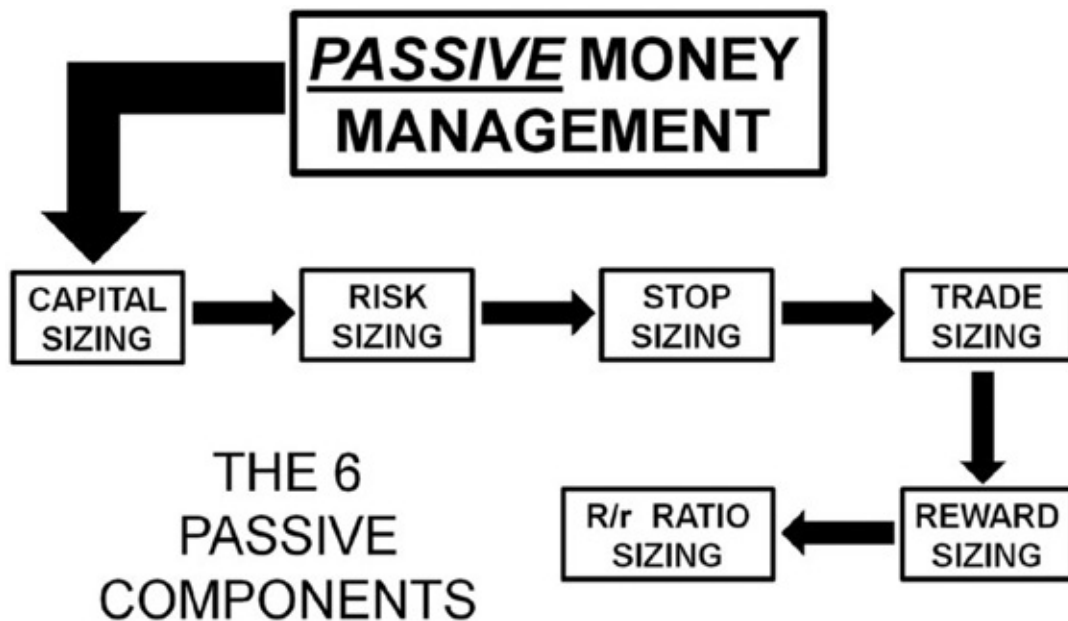 PASSIVE MONEY
MANAGEMENT
CAPITAL
SIZING
RISK
SIZING
STOP
SIZING
TRADE
SIZING
REWARD
SIZING
R/r RATIO
SIZING
THE 6
PASSIVE
COMPONENTS